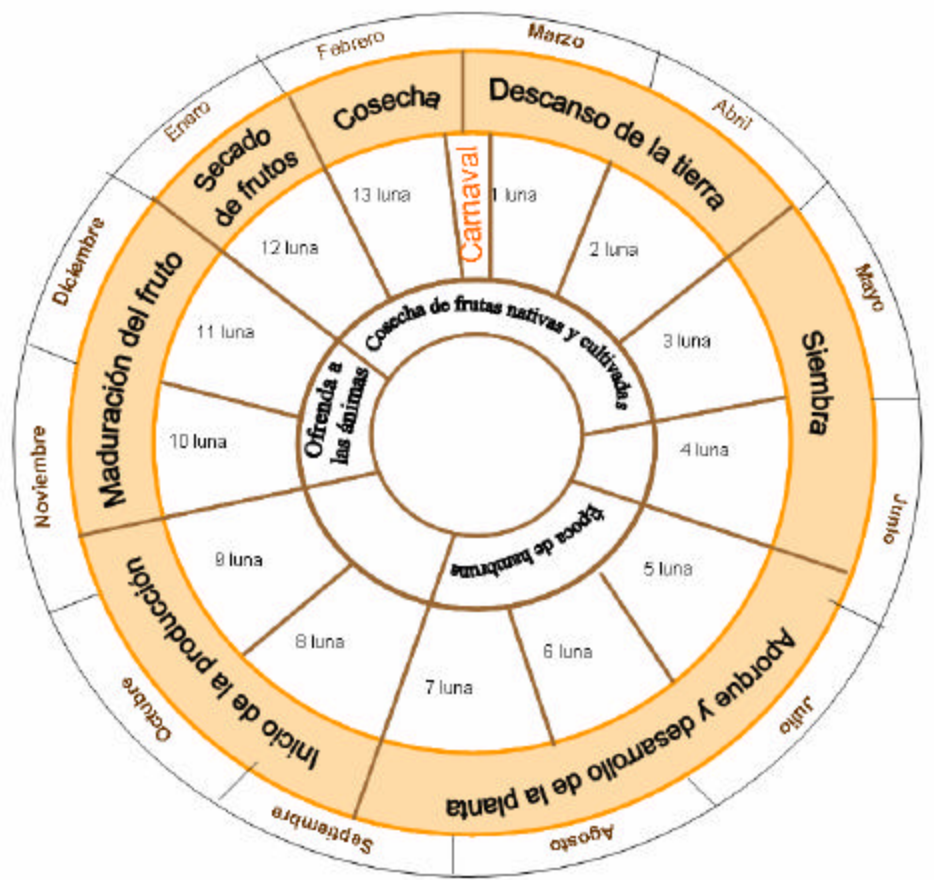 Enero
Febrero
Marzo
Abril
Mayo
Junio
Julio
Agosto
Septiembre
Octubre
Noviembre
Diciembre
Secado
de frutos
Cosecha
Descanso de la tierra
Siembra
Aporque y desarrollo de la planta
Inicio de la producción
Maduración del fruto
Carnaval
1 luna
2 luna
3 luna
4 luna
5 luna
6 luna
7 luna
8 luna
9 luna
10 luna
11 luna
12 luna
13 luna
Cosecha de frutas nativas y cultivadas
Época de hambruna
Ofrenda a
las ánimas